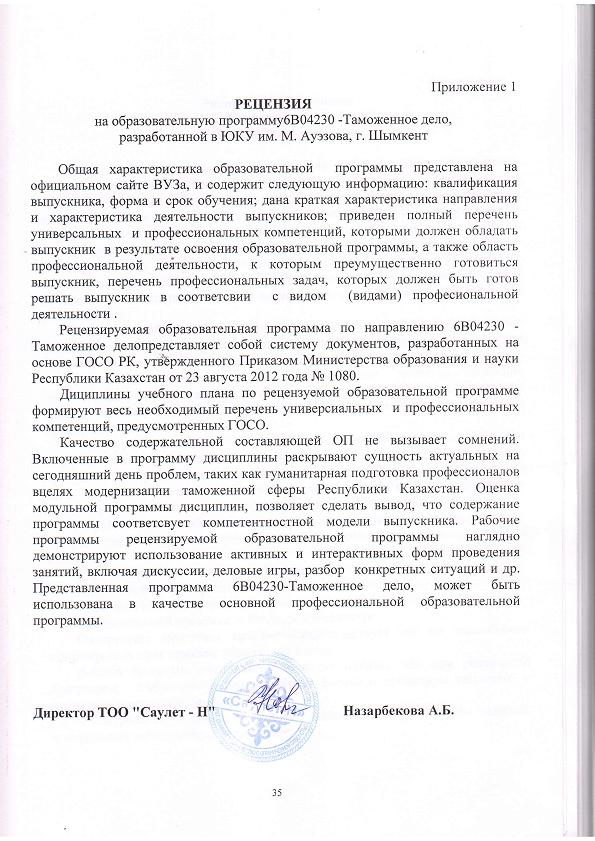 Приложение 1
РЕЦЕНЗИЯ
на образовательную программу6В04230 -Таможенное дело,
разработанной в ЮКУ им. М. Ауэзова, г. Шымкент
Общая характеристика образовательной программы представлена на
официальном сайте ВУЗа, и содержит следующую информацию: квалификация
выпускника, форма и срок обучения; дана краткая характеристика направления
и характеристика деятельности выпускников; приведен полный перечень
универсальных и профессиональных компетенций, которыми должен обладать
выпускник в результате освоения образовательной программы, а также область
профессиональной деятельности, к которым преимущественно готовиться
выпускник, перечень профессиональных задач, которых должен быть готов
решать выпускник в соответсвии с видом (видами) професиональной
деятельности .
Рецензируемая образовательная программа по направлению 6В04230 -
Таможенное делопредставляет собой систему документов, разработанных на
основе ГОСО РК, утвержденного Приказом Министерства образования и науки
Республики Казахстан от 23 августа 2012 года № 1080.
Дициплины учебного плана по рецензуемой образовательной программе
формируют весь необходимый перечень универсиальных и профессиональных
компетенций, предусмотренных ГОСО.
Качество содержательной составляющей ОП не вызывает сомнений.
Включенные в программу дисциплины раскрывают сущность актуальных на
сегодняшний день проблем, таких как гуманитарная подготовка профессионалов
вцелях модернизации таможенной сферы Республики Казахстан. Оценка
модульной программы дисциплин, позволяет сделать вывод, что содержание
программы соответсвует компетентностной модели выпускника. Рабочие
программы рецензируемой образовательной программы наглядно
демонстрируют использование активных и интерактивных форм проведения
занятий, включая дискуссии, деловые игры, разбор конкретных ситуаций и др.
Представленная программа 6В04230-Таможенное дело, может быть
использована в качестве основной профессиональной образовательной
программы.
Директор ТОО "Саулет - Н"
Назарбекова А.Б.
35